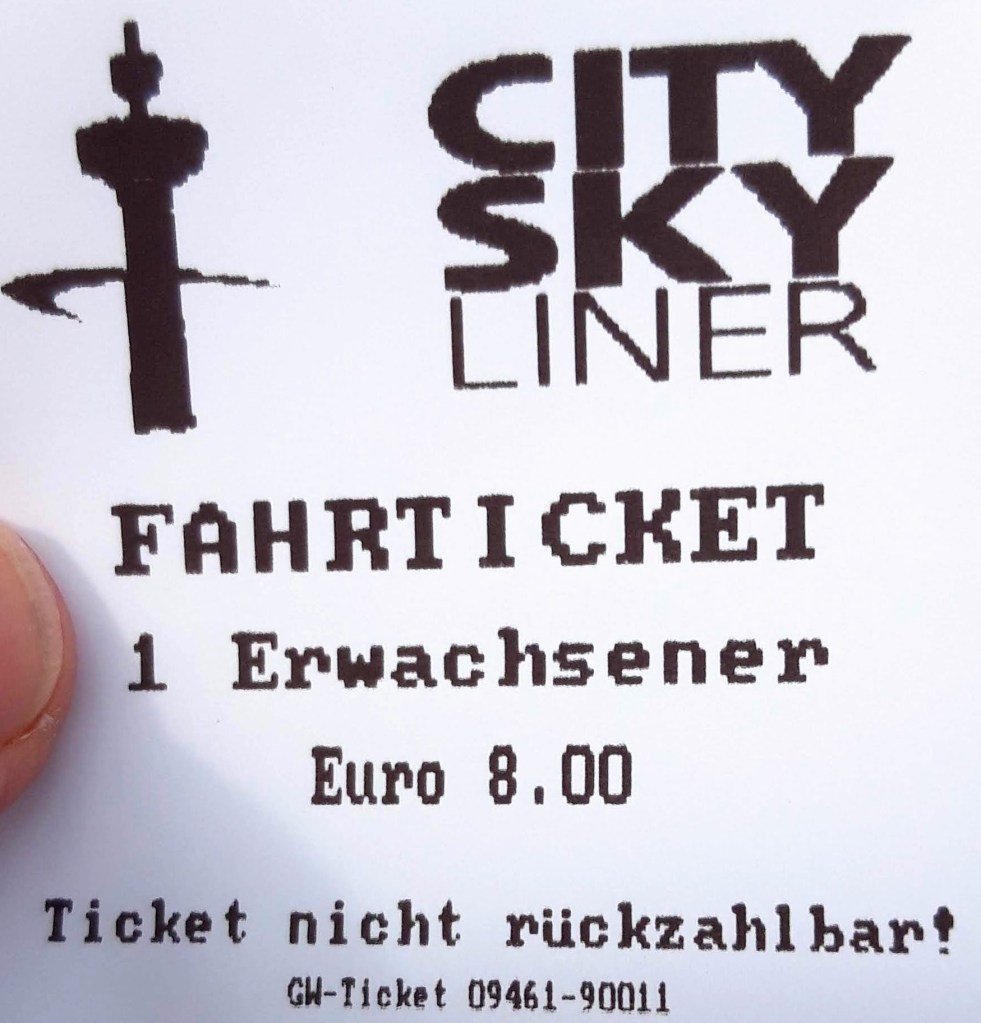 CITY
SKY
LINER
FAHRTICKET
1 Erwachsener
Euro 8.00
Ticket nicht rückzahlbar!
GW-Ticket 09461-90011